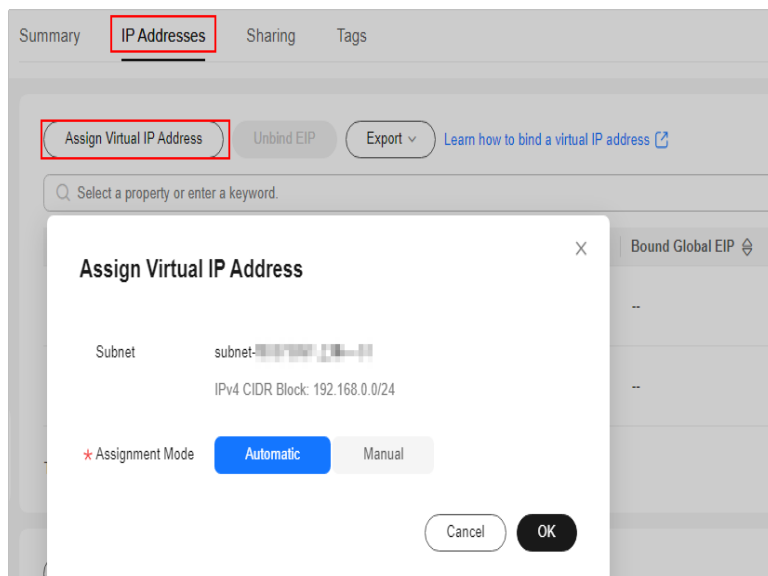 Summary IP Addresses Sharing Tags
Assign Virtual IP Address Unbind EIP Export Learn how to bind a virtual IP address
Select a property or enter a keyword.
Bound Global EIP
Assign Virtual IP Address
--
Subnet subnet-
IPv4 CIDR Block: 192.168.0.0/24
--
* Assignment Mode Automatic Manual
Cancel OK